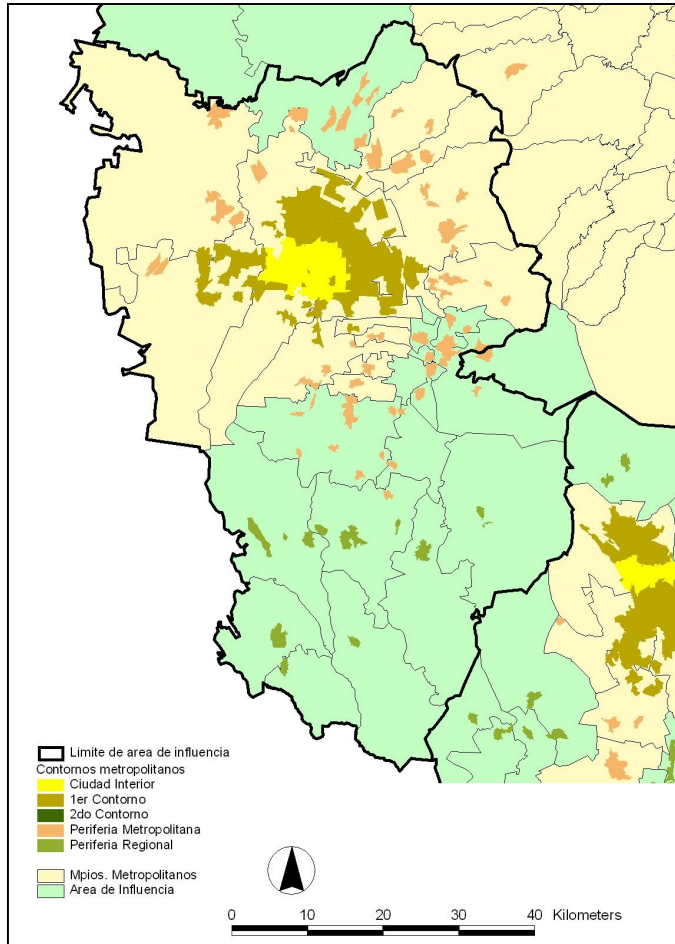 Límite de area de influencia
Contornos metropolitanos
Ciudad Interior
1er Contorno
2do Contorno
Periferia Metropolitana
Periferia Regional
Mpios. Metropolitanos
Area de Influencia
0 10 20 30 40 Kilometers